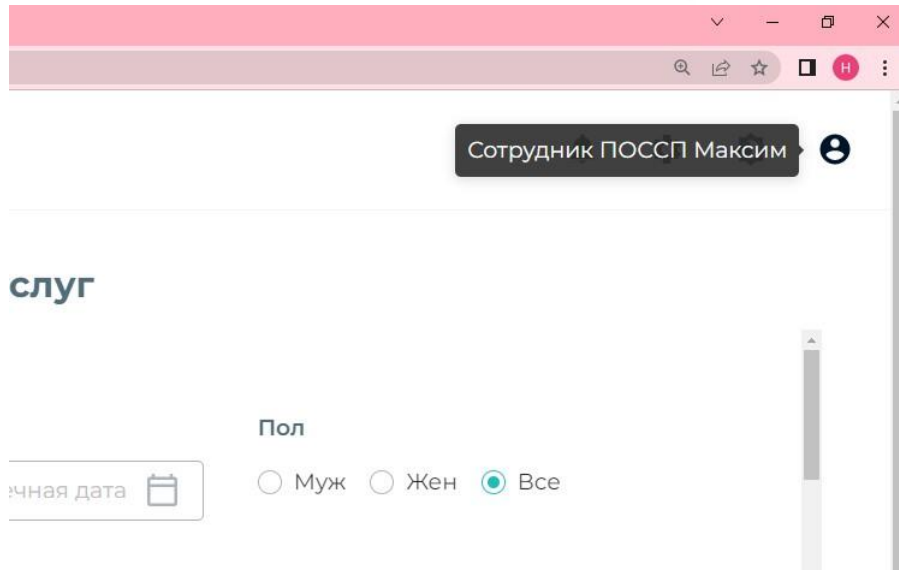 Н
Сотрудник ПОССП Максим
слуг
Пол
ечная дата
Муж
Жен
Все